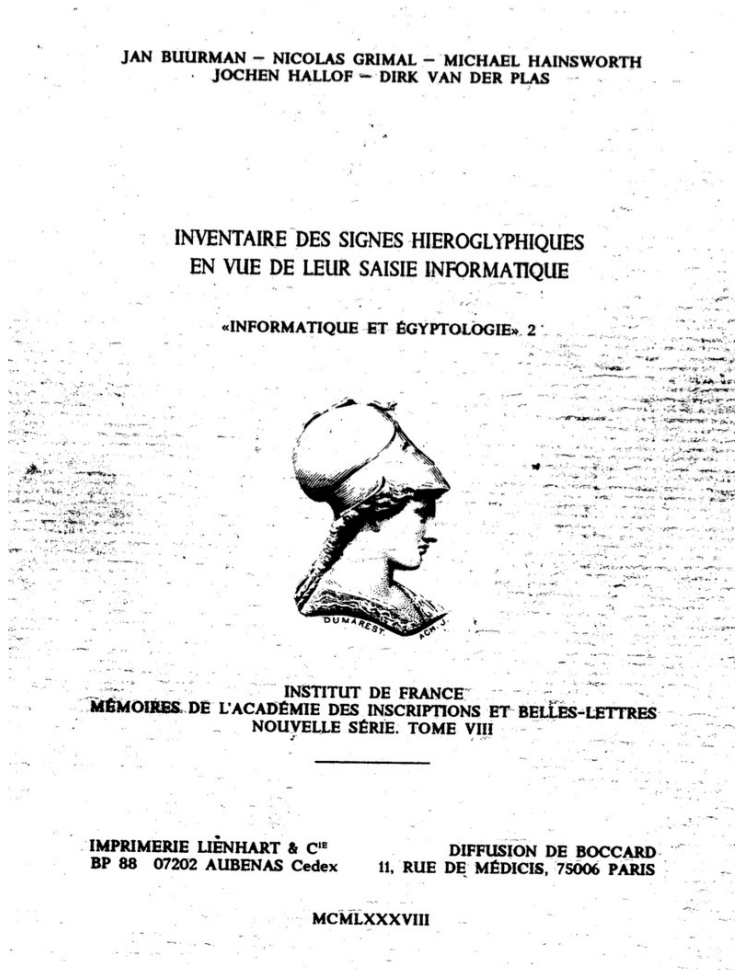 JAN BUURMAN – NICOLAS GRIMAL – MICHAEL HAINSWORTH
JOCHEN HALLOF – DIRK VAN DER PLAS
INVENTAIRE DES SIGNES HIEROGLYPHIQUES
EN VUE DE LEUR SAISIE INFORMATIQUE
«INFORMATIQUE ET ÉGYPTOLOGIE» 2
DUMAREST. ACH. J.
INSTITUT DE FRANCE
MÉMOIRES DE L'ACADÉMIE DES INSCRIPTIONS ET BELLES-LETTRES
NOUVELLE SÉRIE. TOME VIII
IMPRIMERIE LIENHART & CIE
BP 88 07202 AUBENAS Cedex
DIFFUSION DE BOCCARD
11, RUE DE MÉDICIS, 75006 PARIS
MCMLXXXVIII